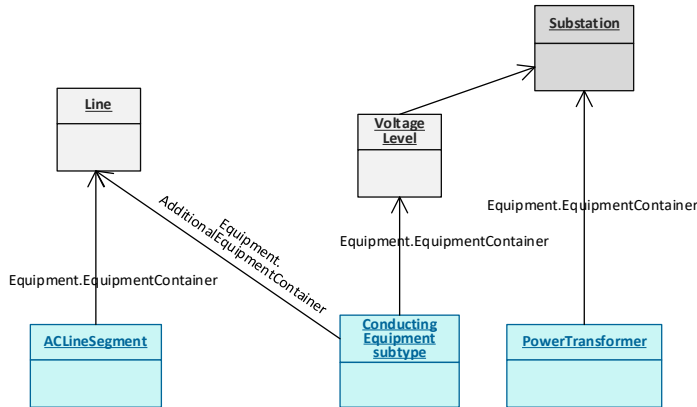 Substation
Line
Voltage
Level
Equipment.EquipmentContainer
Equipment.
AdditionalEquipmentContainer
Equipment.EquipmentContainer
Equipment.EquipmentContainer
ACLineSegment
Conducting
Equipment
subtype
PowerTransformer